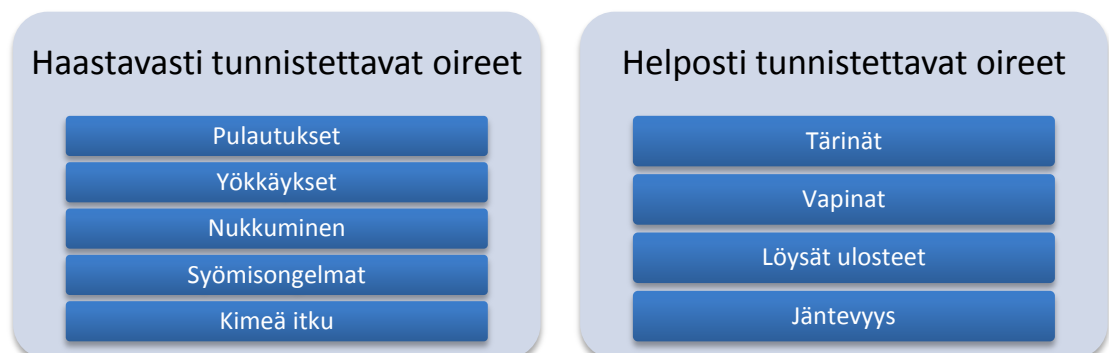 Haastavasti tunnistettavat oireet
Pulautukset
Yökkäykset
Nukkuminen
Syömisongelmat
Kimeä itku
Helposti tunnistettavat oireet
Tärinät
Vapinat
Löysät ulosteet
Jäntevyys